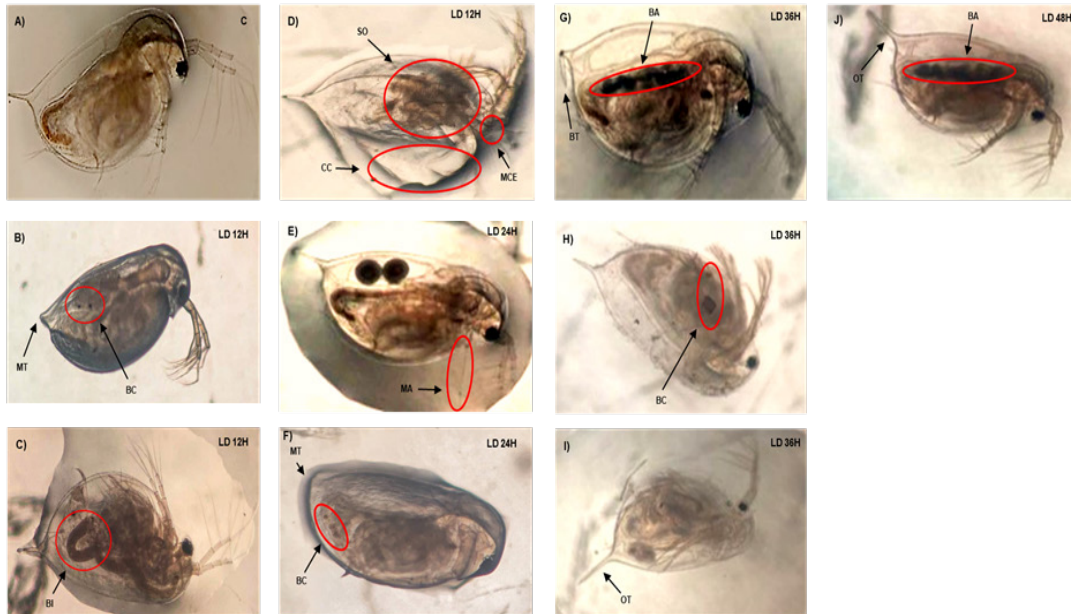 A)
C
B)
LD 12H
MT
BC
C)
LD 12H
BI
D)
LD 12H
SO
CC
MCE
E)
LD 24H
MA
F)
LD 24H
MT
BC
G)
LD 36H
BA
BT
H)
LD 36H
BC
I)
LD 36H
OT
J)
LD 48H
BA
OT